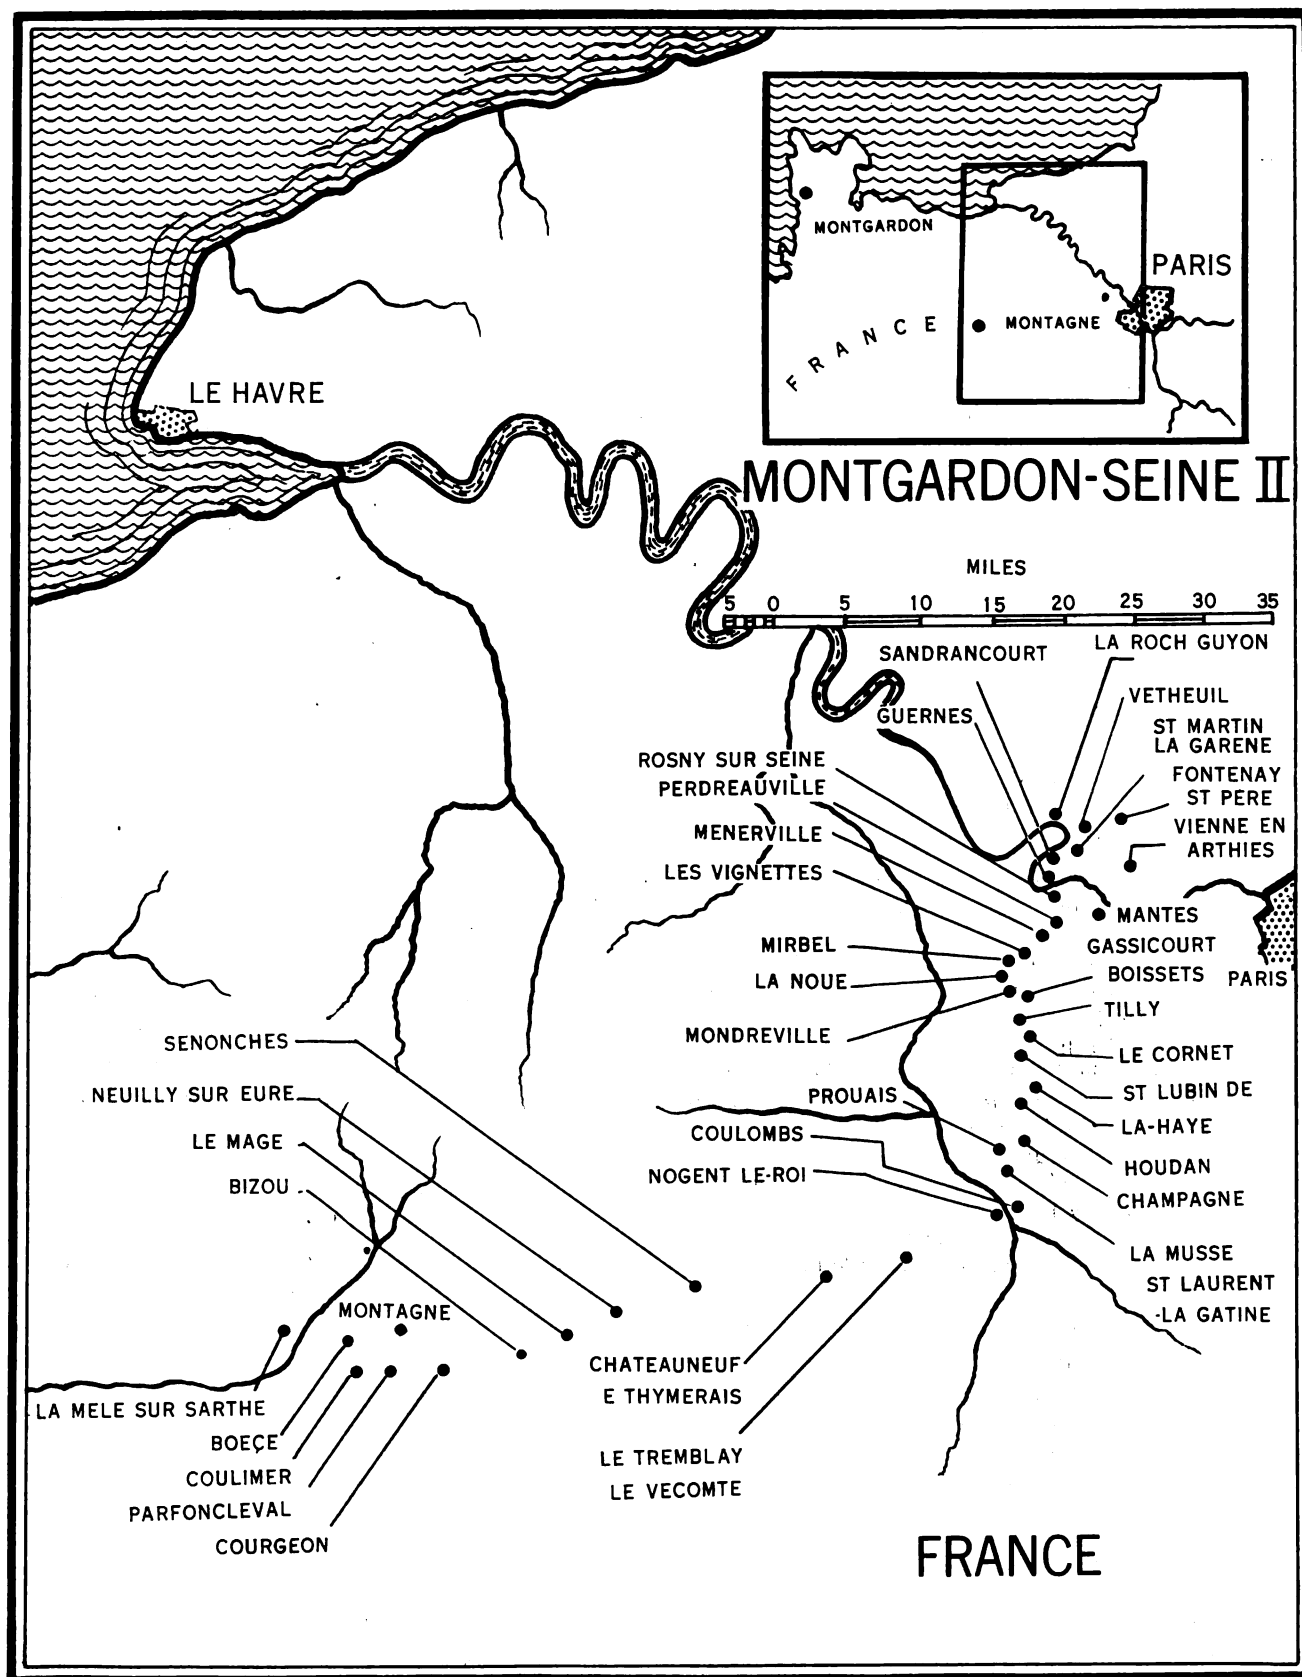 MONTGARDON
PARIS
FRANCE
MONTAGNE
LE HAVRE
MONTGARDON-SEINE II
MILES
5 0 5 10 15 20 25 30 35
SANDRANCOURT
LA ROCH GUYON
GUERNES
VETHEUIL
ST MARTIN
LA GARENE
ROSNY SUR SEINE
FONTENAY
PERDREAUVILLE
ST PERE
MENERVILLE
VIENNE EN
ARTHIES
LES VIGNETTES
MANTES
GASSICOURT
MIRBEL
BOISSETS
PARIS
LA NOUE
TILLY
MONDREVILLE
SENONCHES
LE CORNET
NEUILLY SUR EURE
PROUAIS
ST LUBIN DE
LA-HAYE
LE MAGE
COULOMBS
HOUDAN
BIZOU
NOGENT LE-ROI
CHAMPAGNE
LA MUSSE
ST LAURENT
-LA GATINE
MONTAGNE
CHATEAUNEUF
E THYMERAIS
LA MELE SUR SARTHE
BOEÇE
LE TREMBLAY
LE VECOMTE
COULIMER
PARFONCLEVAL
COURGEON
FRANCE